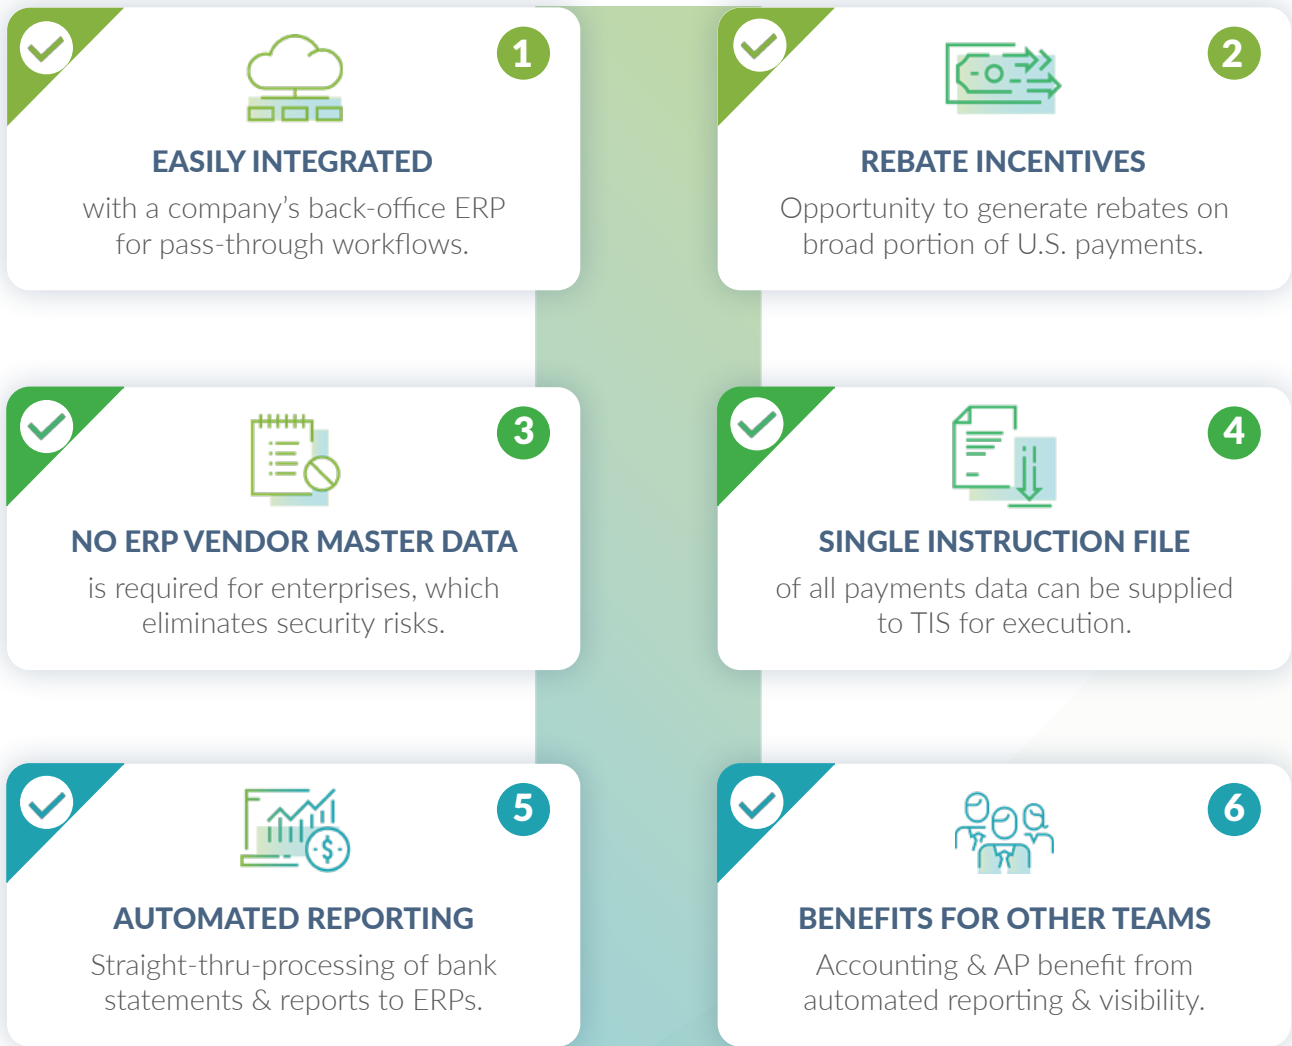 1
EASILY INTEGRATED
with a company’s back-office ERP
for pass-through workflows.
2
REBATE INCENTIVES
Opportunity to generate rebates on
broad portion of U.S. payments.
3
NO ERP VENDOR MASTER DATA
is required for enterprises, which
eliminates security risks.
4
SINGLE INSTRUCTION FILE
of all payments data can be supplied
to TIS for execution.
5
AUTOMATED REPORTING
Straight-thru-processing of bank
statements & reports to ERPs.
6
BENEFITS FOR OTHER TEAMS
Accounting & AP benefit from
automated reporting & visibility.